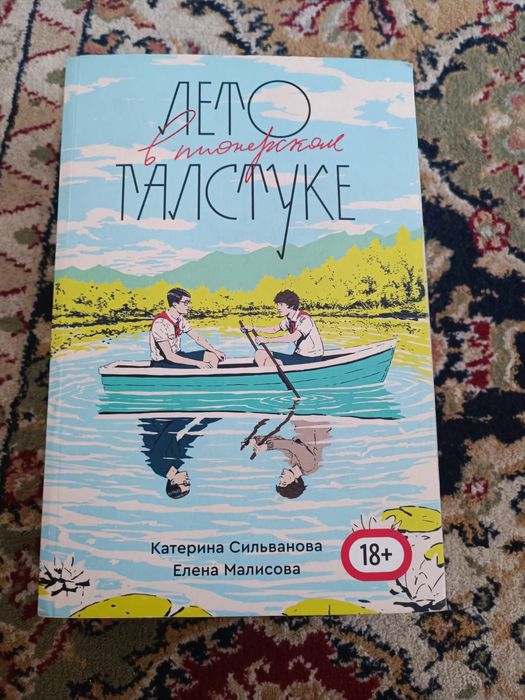 ЛЕТО
в пионерском
ГАЛСТУКЕ
Катерина Сильванова
Елена Малисова
18+